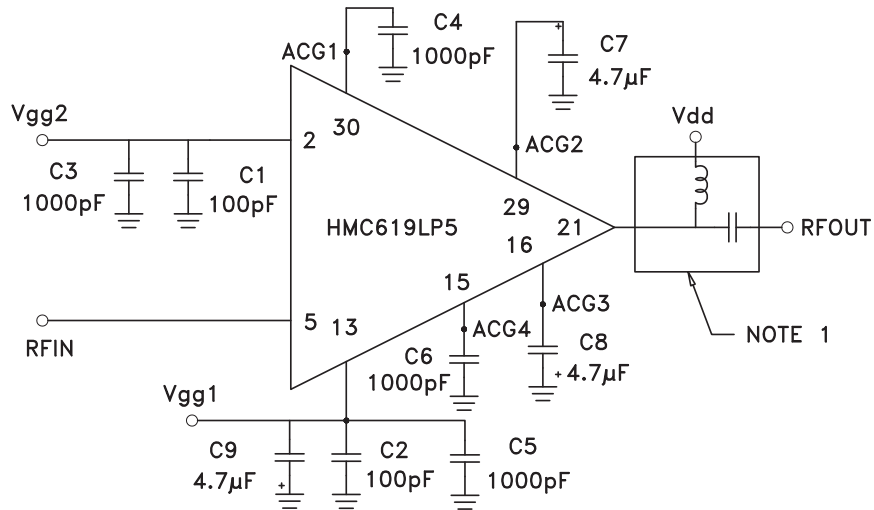 C4
1000pF
ACG1
C7
4.7µF
+
Vgg2
30
2
ACG2
Vdd
C3
1000pF
C1
100pF
HMC619LP5
29
21
16
RFOUT
15
5
13
ACG3
ACG4
NOTE 1
RFIN
C6
1000pF
C8
+ 4.7µF
Vgg1
C9
4.7µF
+
C2
100pF
C5
1000pF